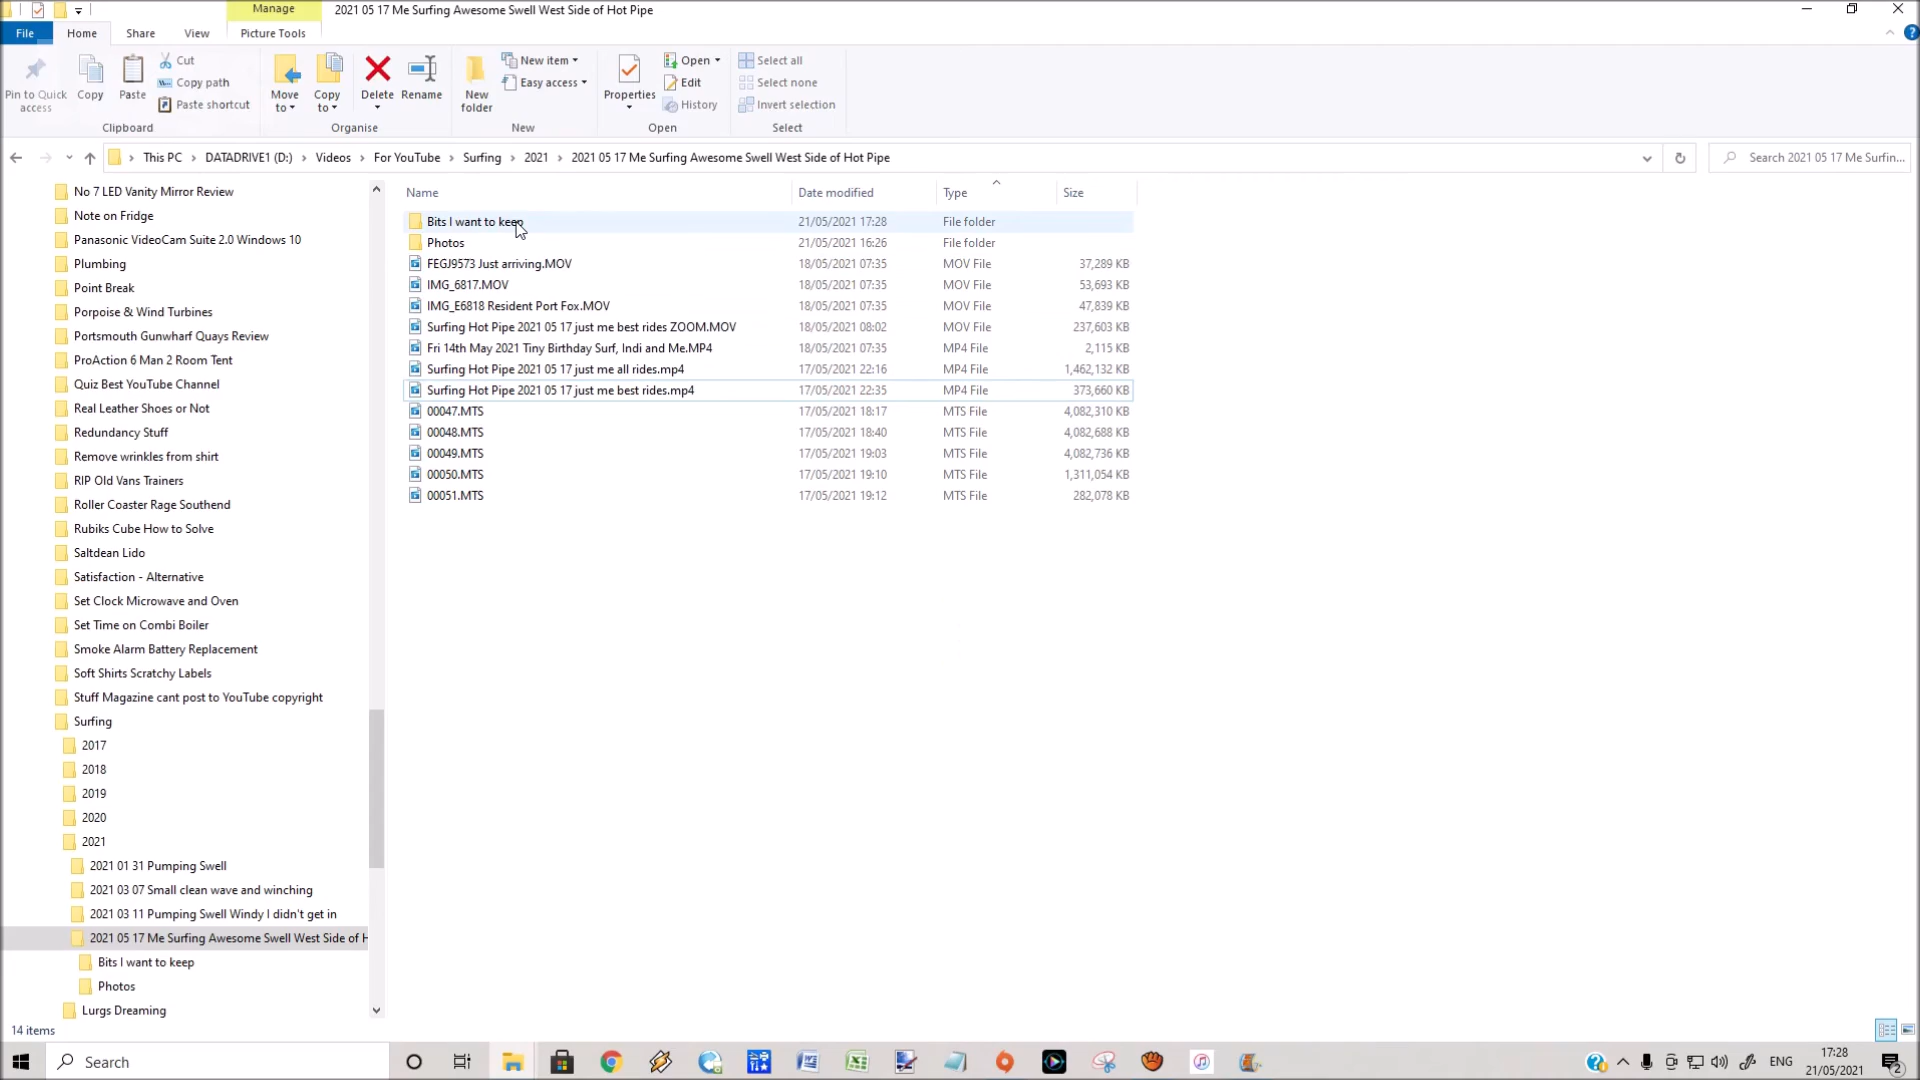 Manage
2021 05 17 Me Surfing Awesome Swell West Side of Hot Pipe
File
Home
Share
View
Picture Tools
Pin to Quick access
Copy
Paste
Cut
Copy path
Paste shortcut
Clipboard
Move to
Copy to
Delete
Rename
Organise
New folder
New item
Easy access
New
Properties
Open
Edit
History
Open
Select all
Select none
Invert selection
Select
This PC > DATADRIVE1 (D:) > Videos > For YouTube > Surfing > 2021 > 2021 05 17 Me Surfing Awesome Swell West Side of Hot Pipe
Search 2021 05 17 Me Surfin...
No 7 LED Vanity Mirror Review
Note on Fridge
Panasonic VideoCam Suite 2.0 Windows 10
Plumbing
Point Break
Porpoise & Wind Turbines
Portsmouth Gunwharf Quays Review
ProAction 6 Man 2 Room Tent
Quiz Best YouTube Channel
Real Leather Shoes or Not
Redundancy Stuff
Remove wrinkles from shirt
RIP Old Vans Trainers
Roller Coaster Rage Southend
Rubiks Cube How to Solve
Saltdean Lido
Satisfaction - Alternative
Set Clock Microwave and Oven
Set Time on Combi Boiler
Smoke Alarm Battery Replacement
Soft Shirts Scratchy Labels
Stuff Magazine cant post to YouTube copyright
Surfing
2017
2018
2019
2020
2021
2021 01 31 Pumping Swell
2021 03 07 Small clean wave and winching
2021 03 11 Pumping Swell Windy I didn't get in
2021 05 17 Me Surfing Awesome Swell West Side of H
Bits I want to keep
Photos
Lurgs Dreaming
Name Date modified Type Size
Bits I want to keep 21/05/2021 17:28 File folder
Photos 21/05/2021 16:26 File folder
FEGJ9573 Just arriving.MOV 18/05/2021 07:35 MOV File 37,289 KB
IMG_6817.MOV 18/05/2021 07:35 MOV File 53,693 KB
IMG_E6818 Resident Port Fox.MOV 18/05/2021 07:35 MOV File 47,839 KB
Surfing Hot Pipe 2021 05 17 just me best rides ZOOM.MOV 18/05/2021 08:02 MOV File 237,603 KB
Fri 14th May 2021 Tiny Birthday Surf, Indi and Me.MP4 18/05/2021 07:35 MP4 File 2,115 KB
Surfing Hot Pipe 2021 05 17 just me all rides.mp4 17/05/2021 22:16 MP4 File 1,462,132 KB
Surfing Hot Pipe 2021 05 17 just me best rides.mp4 17/05/2021 22:35 MP4 File 373,660 KB
00047.MTS 17/05/2021 18:17 MTS File 4,082,310 KB
00048.MTS 17/05/2021 18:40 MTS File 4,082,688 KB
00049.MTS 17/05/2021 19:03 MTS File 4,082,736 KB
00050.MTS 17/05/2021 19:10 MTS File 1,311,054 KB
00051.MTS 17/05/2021 19:12 MTS File 282,078 KB
14 items
Search
ENG
17:28
21/05/2021
2